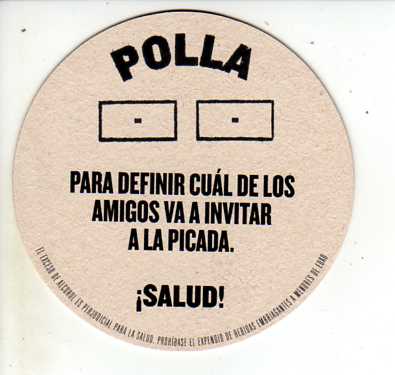 POLLA
PARA DEFINIR CUÁL DE LOS
AMIGOS VA A INVITAR
A LA PICADA.
¡SALUD!
EL EXCESO DE ALCOHOL ES PERJUDICIAL PARA LA SALUD. PROHÍBASE EL EXPENDIO DE BEBIDAS EMBRIAGANTES A MENORES DE EDAD